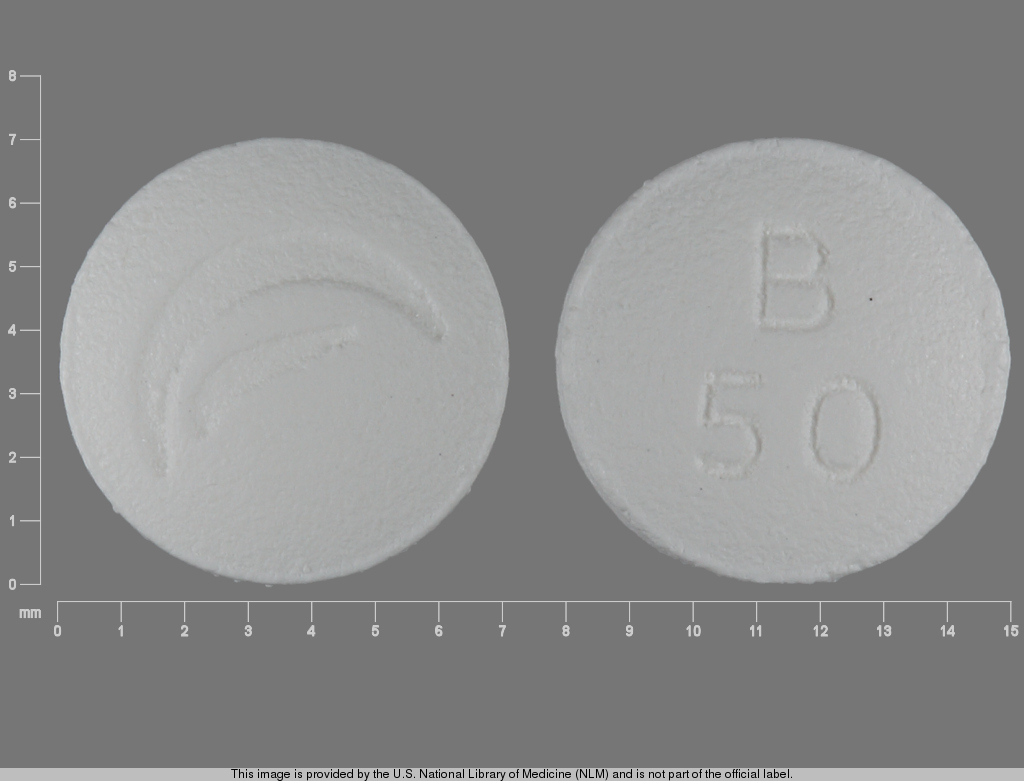 8
7
6
5
4
3
2
1
0
mm
0 1 2 3 4 5 6 7 8 9 10 11 12 13 14 15
B
50
This image is provided by the U.S. National Library of Medicine (NLM) and is not part of the official label.